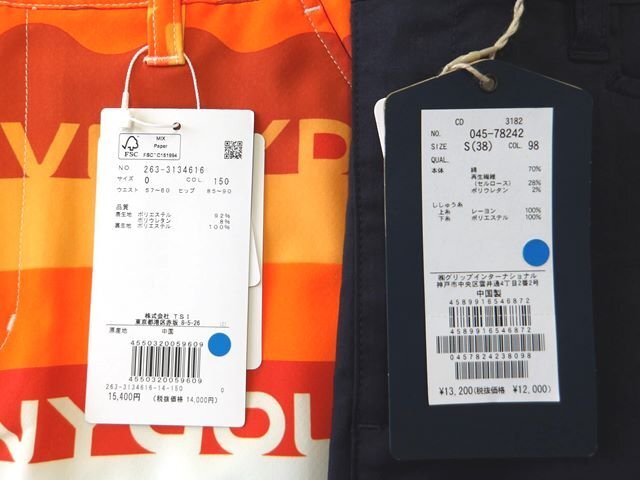 MIX
Paper
FSC
FSC™ C151994
NO. 263-3134616
サイズ 0 COL. 150
ウエスト 57~60 ヒップ 85~90
品質
表生地 ポリエステル 92%
ポリウレタン 8%
裏生地 ポリエステル 100%
株式会社 TSI
東京都港区赤坂 8-5-26
原産地 中国
4550320059609
263-3134616-14-150 0
15,400円 (税抜価格 14,000円)
NYGOU
CD 3182
NO. 045-78242
SIZE S(38) COL. 98
QUAL.
本体 綿 70%
再生繊維
(セルロース) 28%
ポリウレタン 2%
ししゅう糸
上糸 レーヨン 100%
下糸 ポリエステル 100%
㈱グリップインターナショナル
神戸市中央区雲井通4丁目2番2号
中国製
4589916546872
4589916546872
0457824238098
¥13,200(税抜価格 ¥12,000)